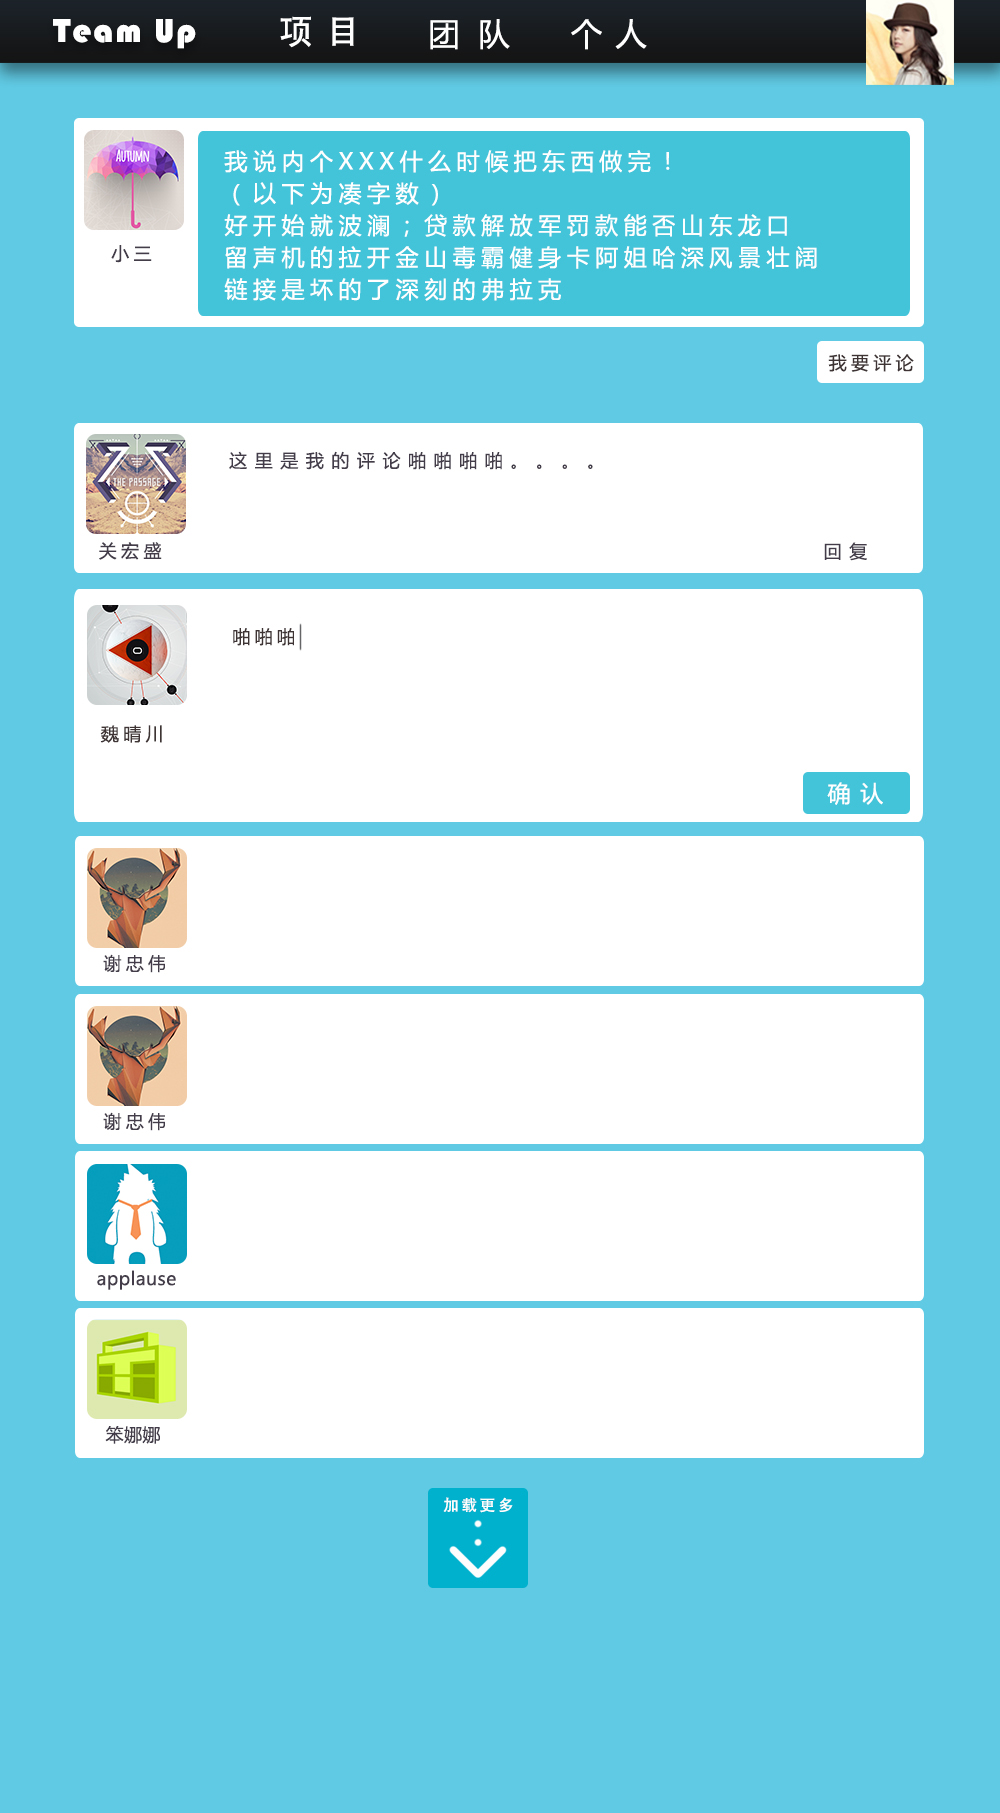 Team Up 项目 团队 个人
AUTUMN
小三
我说内个XXX什么时候把东西做完！
（以下为凑字数）
好开始就波澜；贷款解放军罚款能否山东龙口
留声机的拉开金山毒霸健身卡阿姐哈深风景壮阔
链接是坏的了深刻的弗拉克
我要评论
THE PASSAGE
关宏盛
这里是我的评论啪啪啪啪。。。。
回复
魏晴川
啪啪啪
确认
谢忠伟
谢忠伟
applause
笨娜娜
加载更多